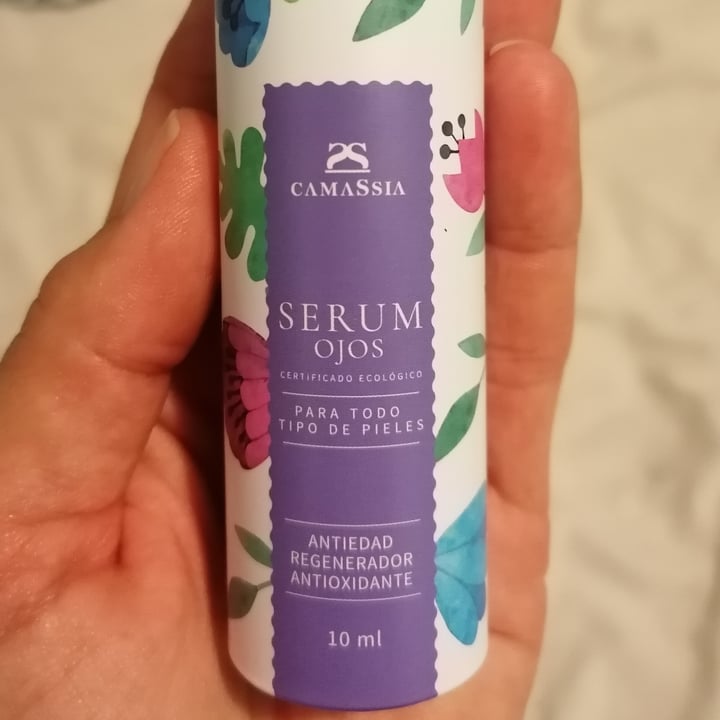 CAMASSIA
SERUM
OJOS
CERTIFICADO ECOLÓGICO
PARA TODO
TIPO DE PIELES
ANTIEDAD
REGENERADOR
ANTIOXIDANTE
10 ml